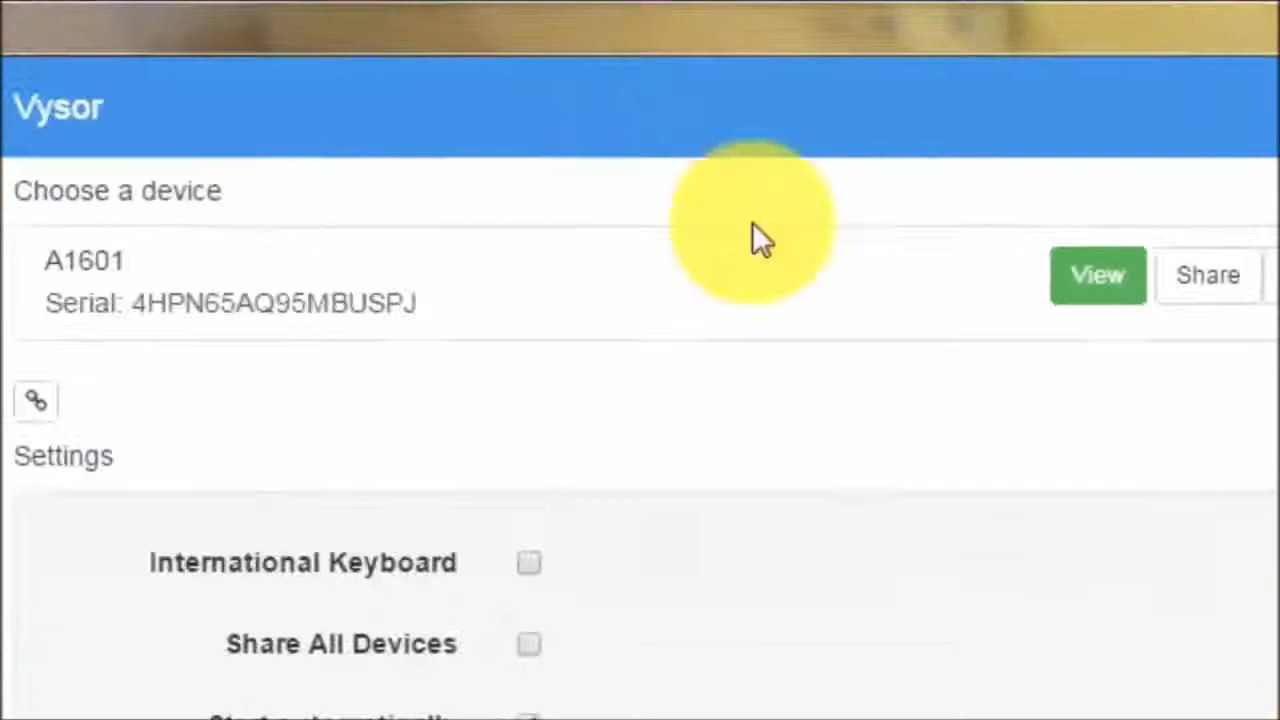 Vysor
Choose a device
A1601
View Share
Serial: 4HPN65AQ95MBUSPJ
Settings
International Keyboard
Share All Devices